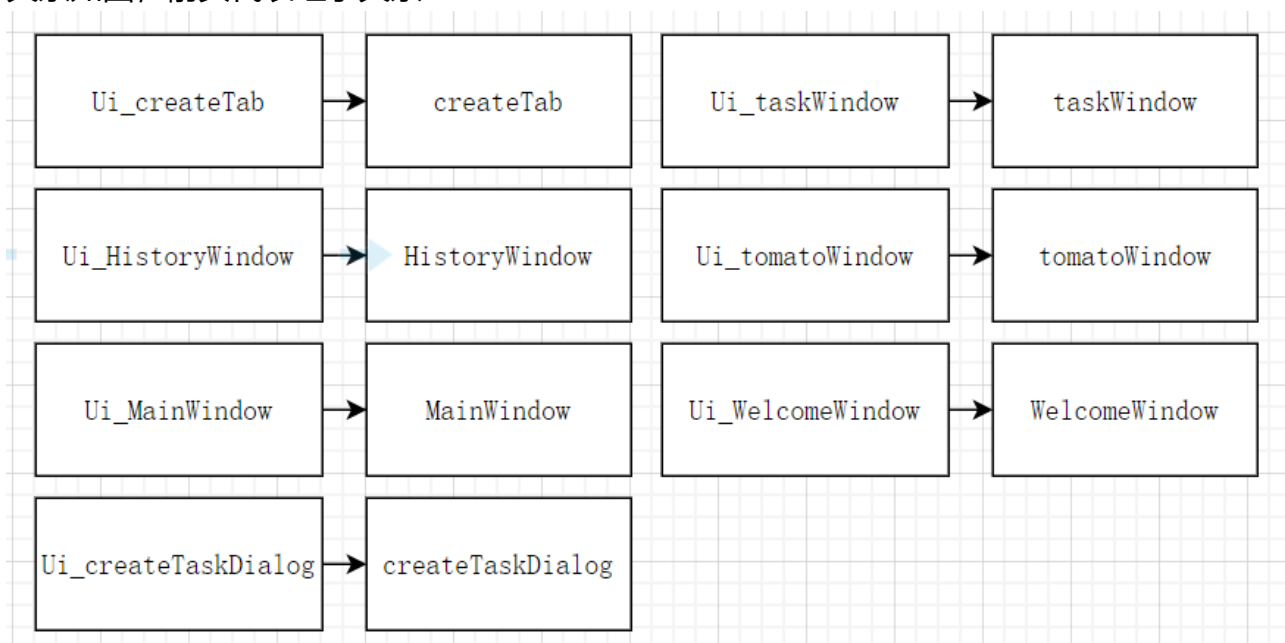 Ui_createTab
createTab
Ui_taskWindow
taskWindow
Ui_HistoryWindow
HistoryWindow
Ui_tomatoWindow
tomatoWindow
Ui_MainWindow
MainWindow
Ui_WelcomeWindow
WelcomeWindow
Ui_createTaskDialog
createTaskDialog